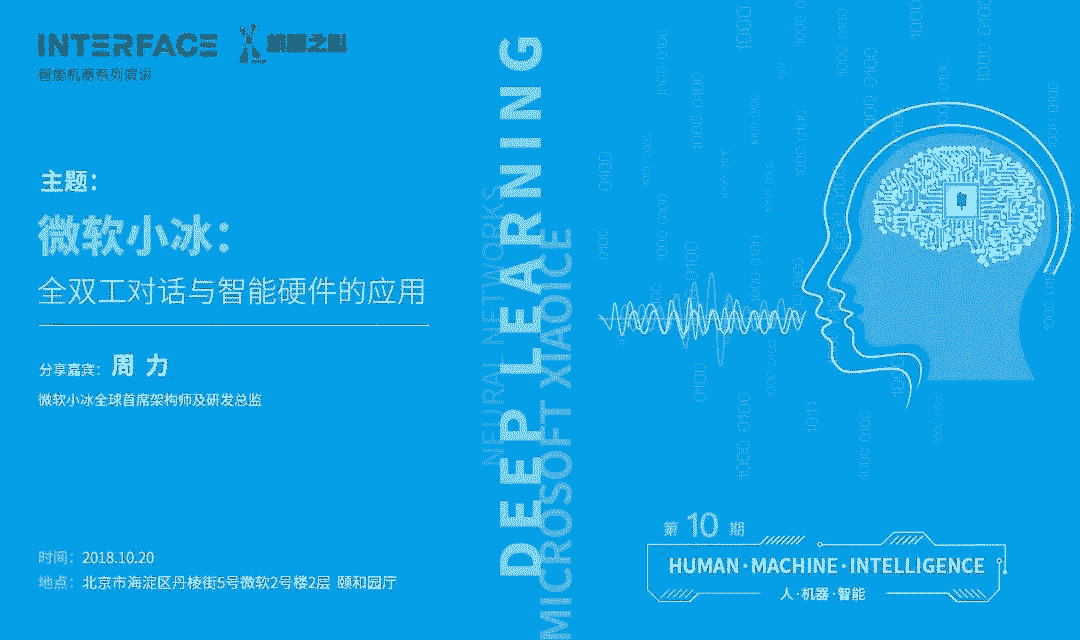 INTERFACE
智能机器系列演讲
主题：
微软小冰：
全双工对话与智能硬件的应用
分享嘉宾：周 力
微软小冰全球首席架构师及研发总监
时间：2018.10.20
地点：北京市海淀区丹棱街5号微软2号楼2层 颐和园厅
NEURAL NETWORKS
DEEP LEARNING
MICROSOFT XIAOICE
第 10 期
HUMAN·MACHINE·INTELLIGENCE
人·机器·智能